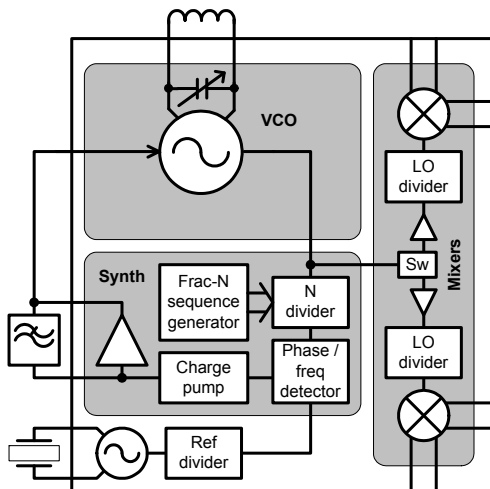 VCO
LO
divider
Sw
Mixers
Synth
Frac-N
sequence
generator
N
divider
LO
divider
Charge
pump
Phase /
freq
detector
Ref
divider